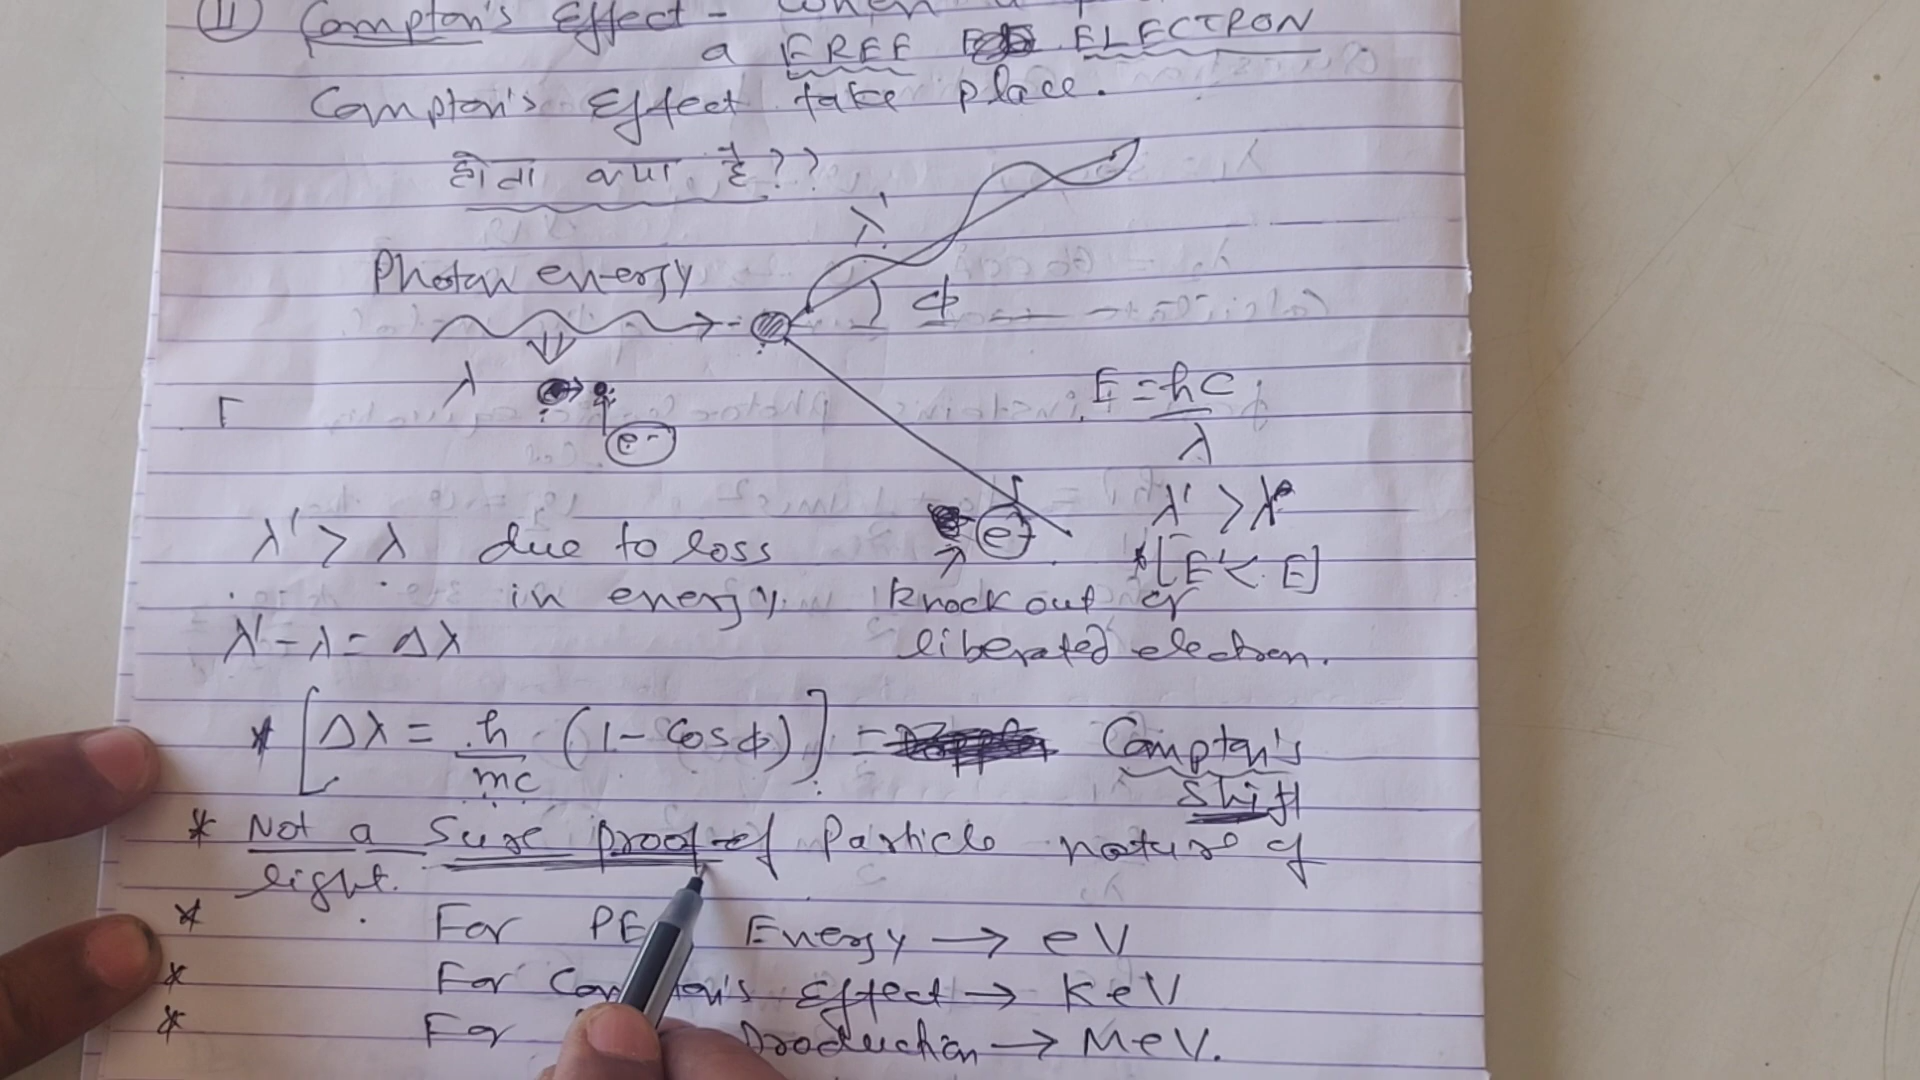 II Compton's Effect - When a
a FREE ELECTRON
Compton's Effect take place.
होता क्या है ??
λ'
Photon energy
ϕ
λ
e-
E = hc
λ
λ' > λ
λ' > λ due to loss
e-
*[E' < E]
in energy.
Knock out or
λ' - λ = Δλ
liberated electron.
* [Δλ = h/mc (1 - Cosϕ)] = Compton's
Shift
* Not a Sure proof of Particle nature of
light.
* For PE Energy → eV
* For Compton's Effect → KeV
* For Production → MeV.